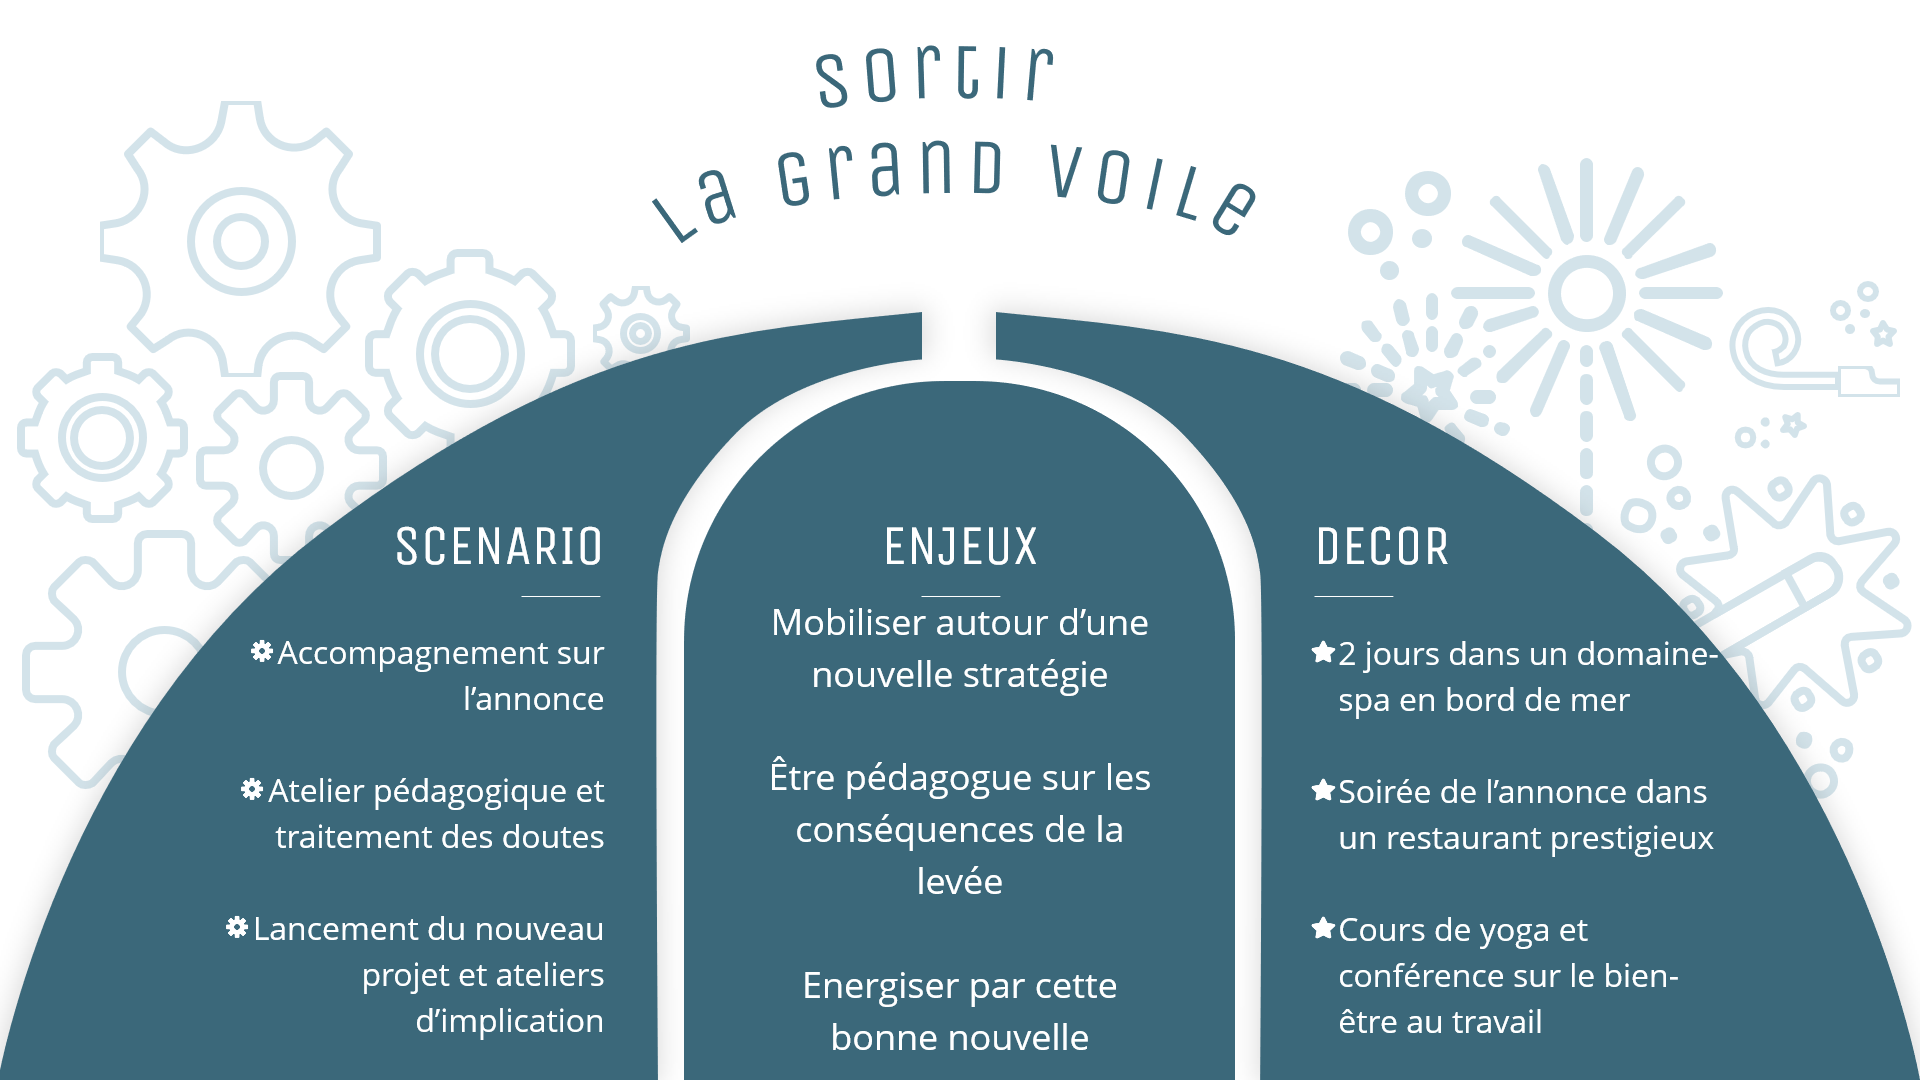 Sortir
La Grand Voile
SCENARIO
Accompagnement sur
l’annonce
Atelier pédagogique et
traitement des doutes
Lancement du nouveau
projet et ateliers
d’implication
ENJEUX
Mobiliser autour d’une
nouvelle stratégie
Être pédagogue sur les
conséquences de la
levée
Energiser par cette
bonne nouvelle
DECOR
2 jours dans un domaine-
spa en bord de mer
Soirée de l’annonce dans
un restaurant prestigieux
Cours de yoga et
conférence sur le bien-
être au travail